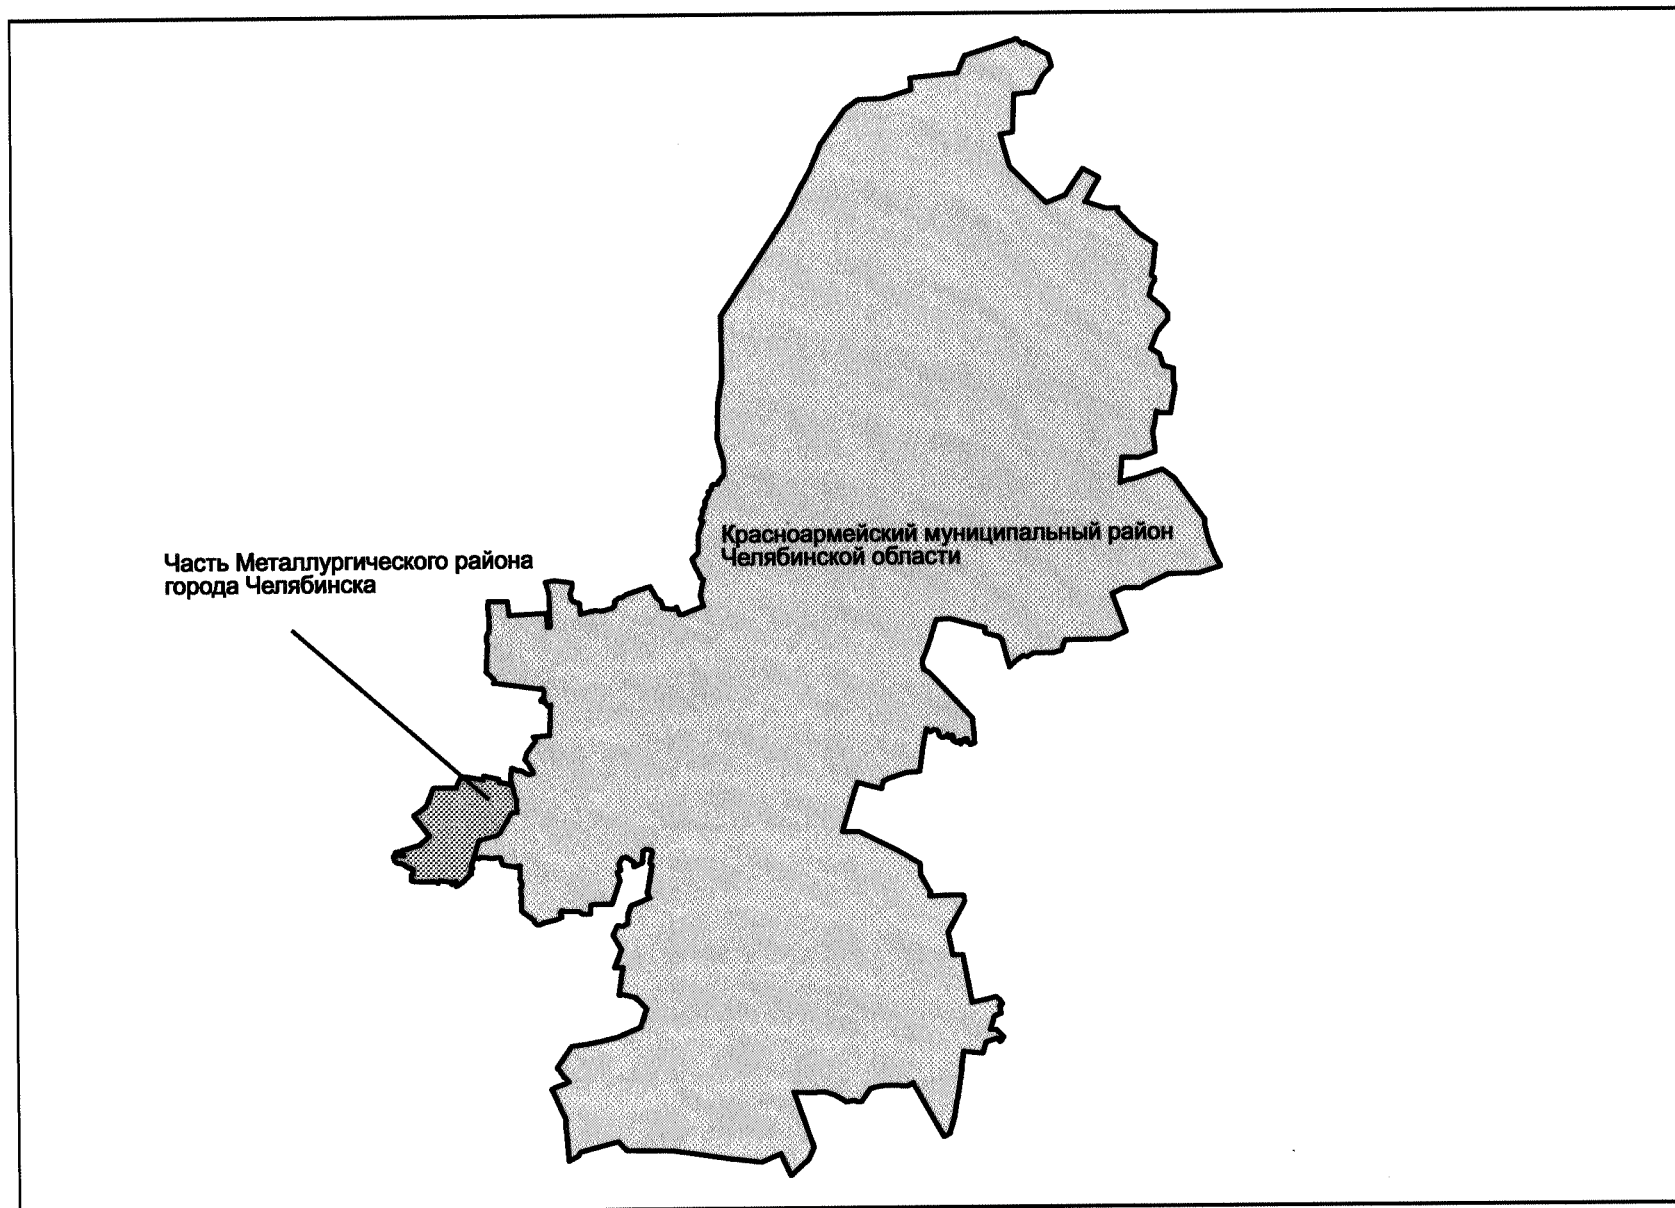 Красноармейский муниципальный район
Челябинской области
Часть Металлургического района
города Челябинска